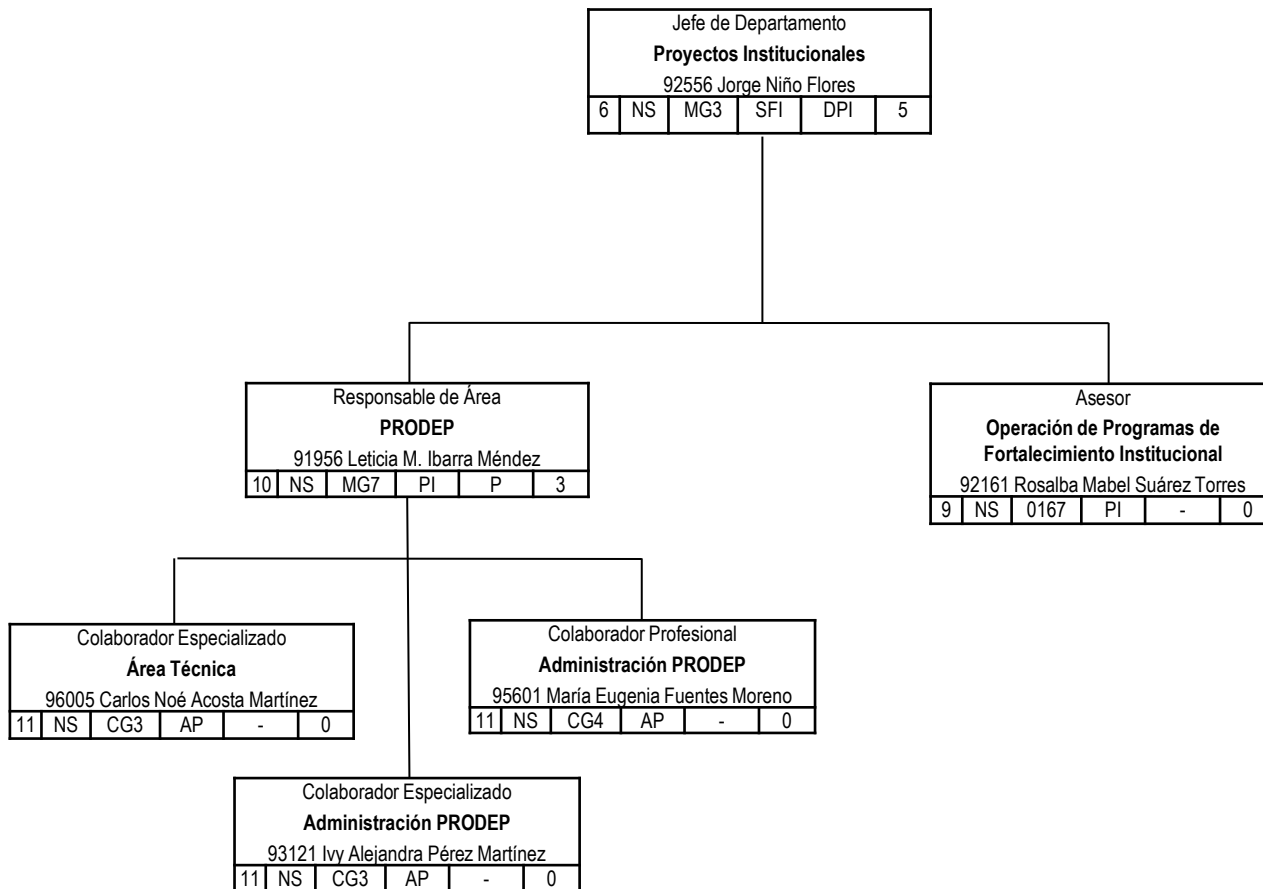 Jefe de Departamento
Proyectos Institucionales
92556 Jorge Niño Flores
6 NS MG3 SFI DPI 5
Responsable de Área
PRODEP
91956 Leticia M. Ibarra Méndez
10 NS MG7 PI P 3
Asesor
Operación de Programas de
Fortalecimiento Institucional
92161 Rosalba Mabel Suárez Torres
9 NS 0167 PI - 0
Colaborador Especializado
Área Técnica
96005 Carlos Noé Acosta Martínez
11 NS CG3 AP - 0
Colaborador Profesional
Administración PRODEP
95601 María Eugenia Fuentes Moreno
11 NS CG4 AP - 0
Colaborador Especializado
Administración PRODEP
93121 Ivy Alejandra Pérez Martínez
11 NS CG3 AP - 0